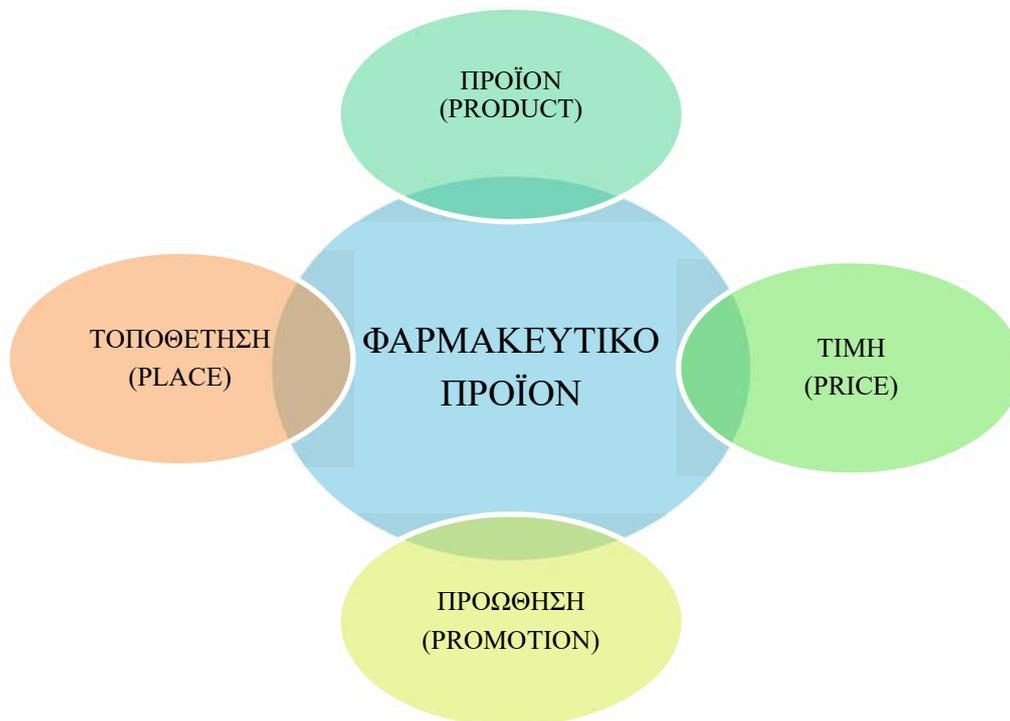 ΠΡΟΪΟΝ
(PRODUCT)
ΤΟΠΟΘΕΤΗΣΗ
(PLACE)
ΦΑΡΜΑΚΕΥΤΙΚΟ
ΠΡΟΪΟΝ
ΤΙΜΗ
(PRICE)
ΠΡΟΩΘΗΣΗ
(PROMOTION)